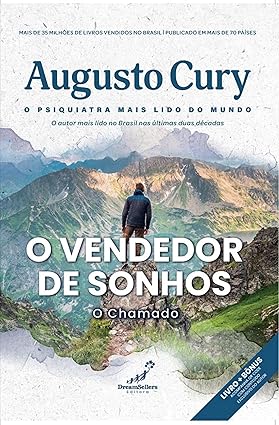 MAIS DE 35 MILHÕES DE LIVROS VENDIDOS NO BRASIL | PUBLICADO EM MAIS DE 70 PAÍSES
Augusto Cury
O PSIQUIATRA MAIS LIDO DO MUNDO
O autor mais lido no Brasil nas últimas duas décadas
O VENDEDOR
DE SONHOS
O Chamado
DreamSellers
Editora
LIVRO + BÔNUS